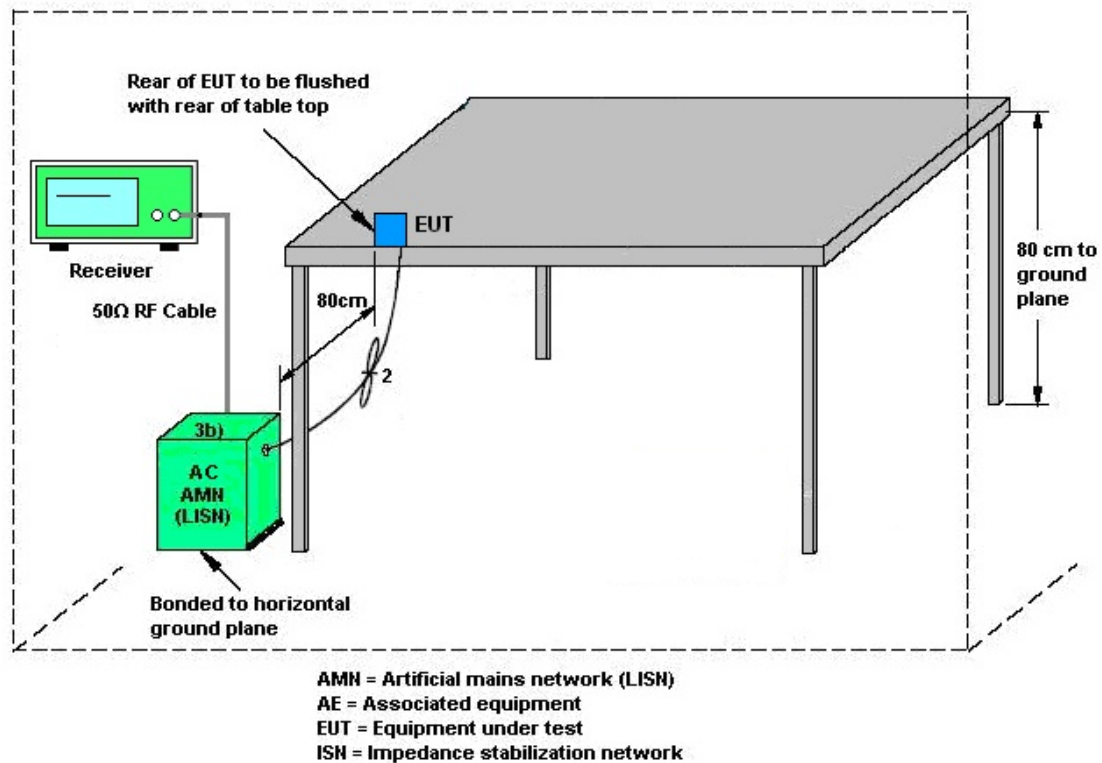 Rear of EUT to be flushed
with rear of table top
EUT
Receiver
50Ω RF Cable
80cm
80 cm to
ground
plane
2
3b)
AC
AMN
(LISN)
Bonded to horizontal
ground plane
AMN = Artificial mains network (LISN)
AE = Associated equipment
EUT = Equipment under test
ISN = Impedance stabilization network